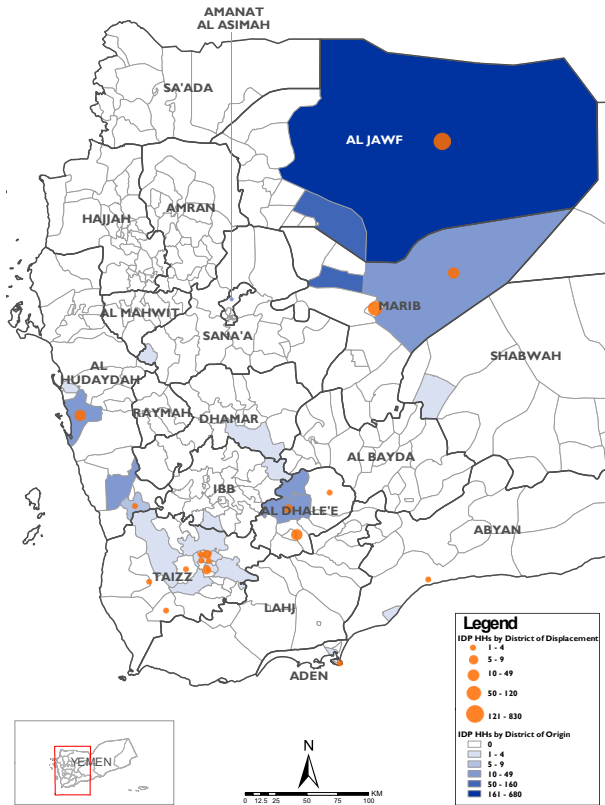 AMANAT
AL ASIMAH
SA'ADA
AL JAWF
HAJJAH
AMRAN
MARIB
AL MAHWIT
SANA'A
SHABWAH
AL
HUDAYDAH
RAYMAH
DHAMAR
AL BAYDA
IBB
AL DHALE'E
ABYAN
TAIZZ
LAHJ
ADEN
Legend
IDP HHs by District of Displacement
1 - 4
5 - 9
10 - 49
50 - 120
121 - 830
IDP HHs by District of Origin
0
1 - 4
5 - 9
10 - 49
50 - 160
161 - 680
YEMEN
N
KM
0 12.5 25 50 75 100